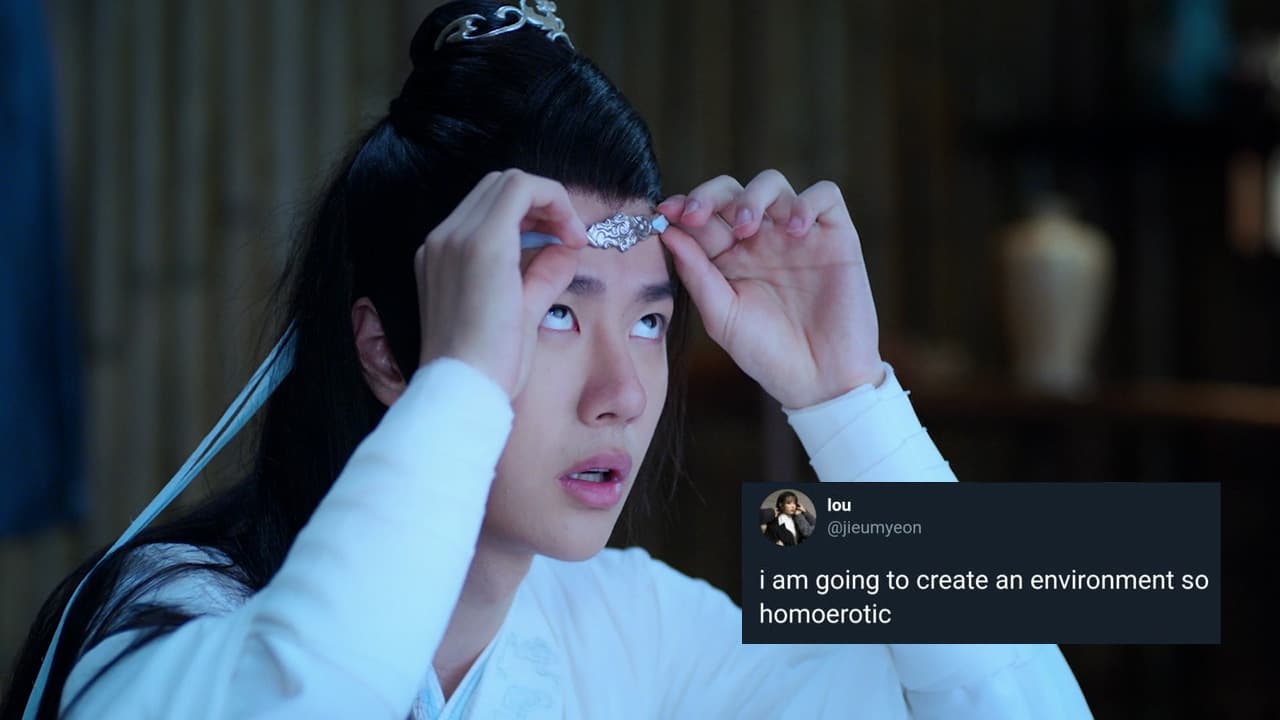 lou
@jieumyeon
i am going to create an environment so
homoerotic